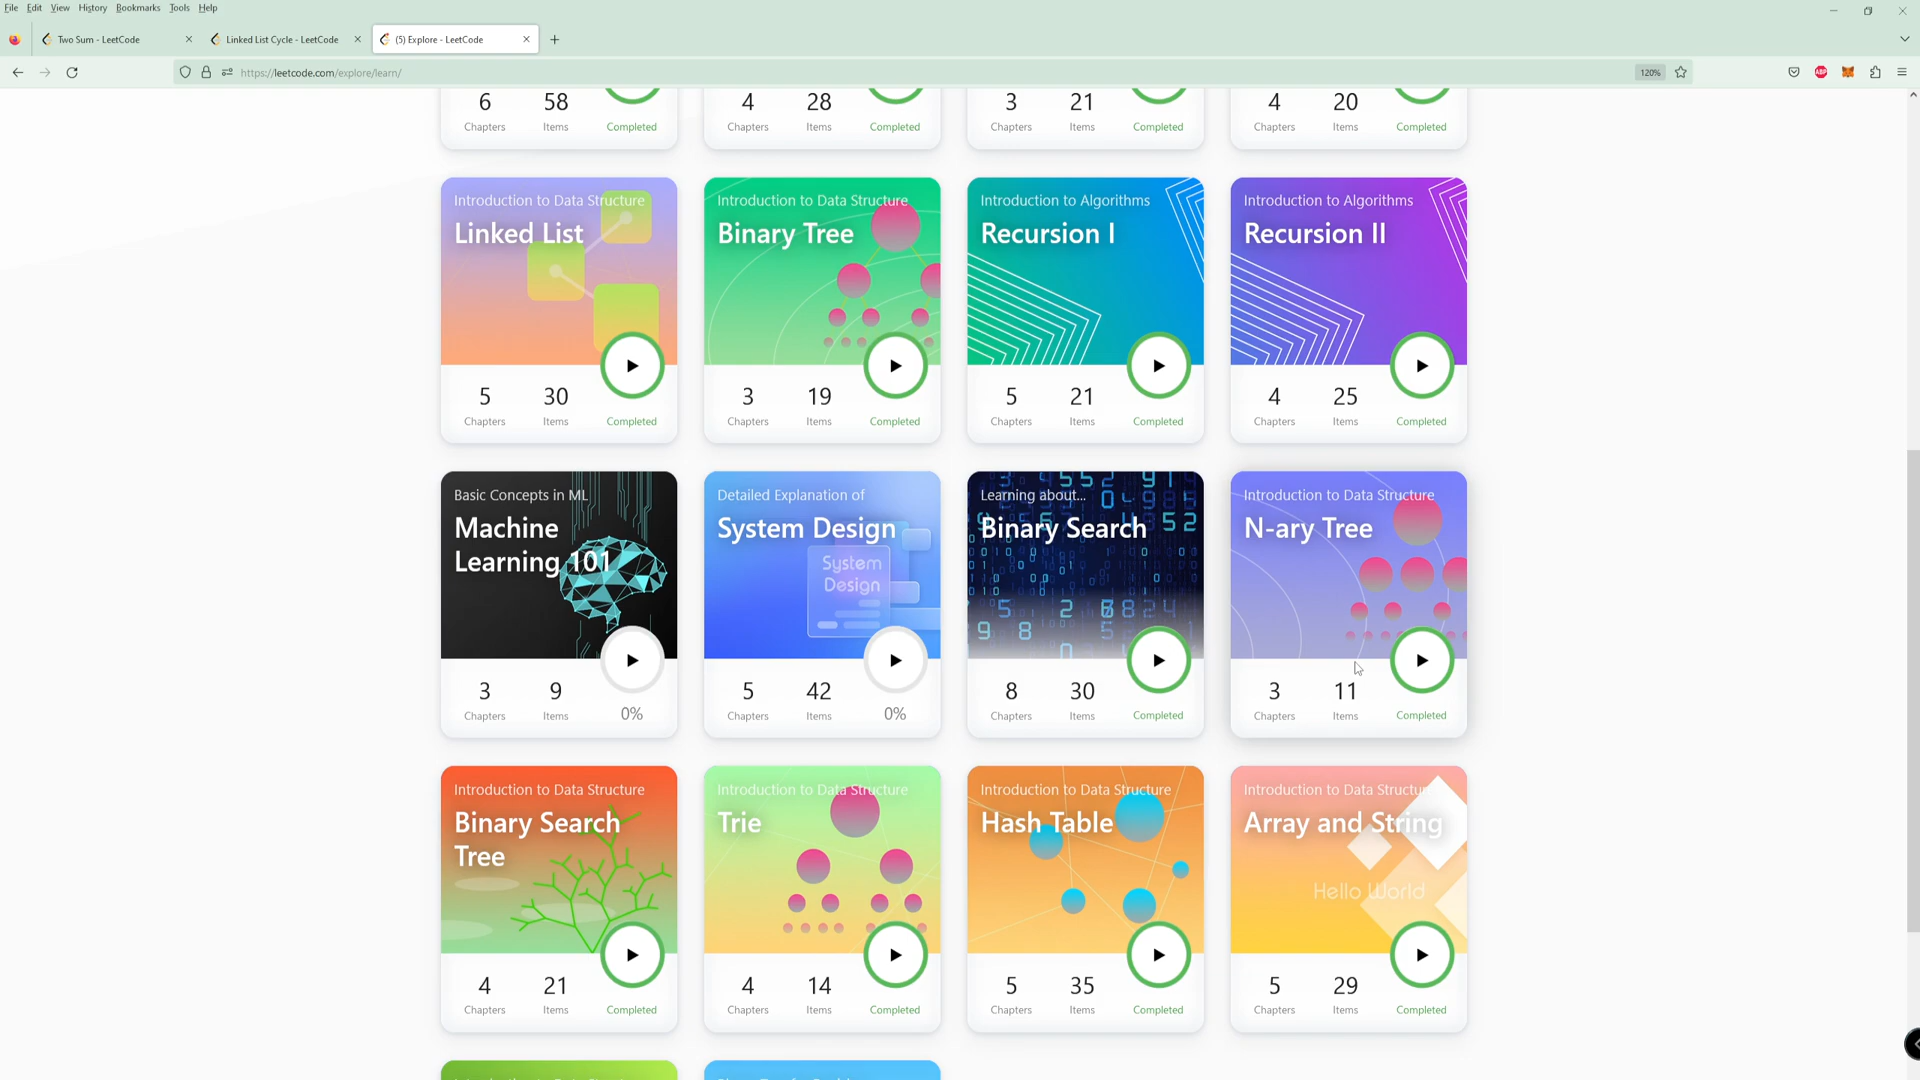 File Edit View History Bookmarks Tools Help
Two Sum - LeetCode
Linked List Cycle - LeetCode
(5) Explore - LeetCode
https://leetcode.com/explore/learn/
120%
ABP
6 58 4 28 3 21 4 20
Chapters Items Completed Chapters Items Completed Chapters Items Completed Chapters Items Completed
Introduction to Data Structure
Linked List
5 30
Chapters Items Completed
Introduction to Data Structure
Binary Tree
3 19
Chapters Items Completed
Introduction to Algorithms
Recursion I
5 21
Chapters Items Completed
Introduction to Algorithms
Recursion II
4 25
Chapters Items Completed
Basic Concepts in ML
Machine
Learning 101
3 9
Chapters Items 0%
Detailed Explanation of
System Design
System
Design
5 42
Chapters Items 0%
Learning about...
Binary Search
8 30
Chapters Items Completed
Introduction to Data Structure
N-ary Tree
3 11
Chapters Items Completed
Introduction to Data Structure
Binary Search
Tree
4 21
Chapters Items Completed
Introduction to Data Structure
Trie
4 14
Chapters Items Completed
Introduction to Data Structure
Hash Table
5 35
Chapters Items Completed
Introduction to Data Structure
Array and String
Hello World
5 29
Chapters Items Completed